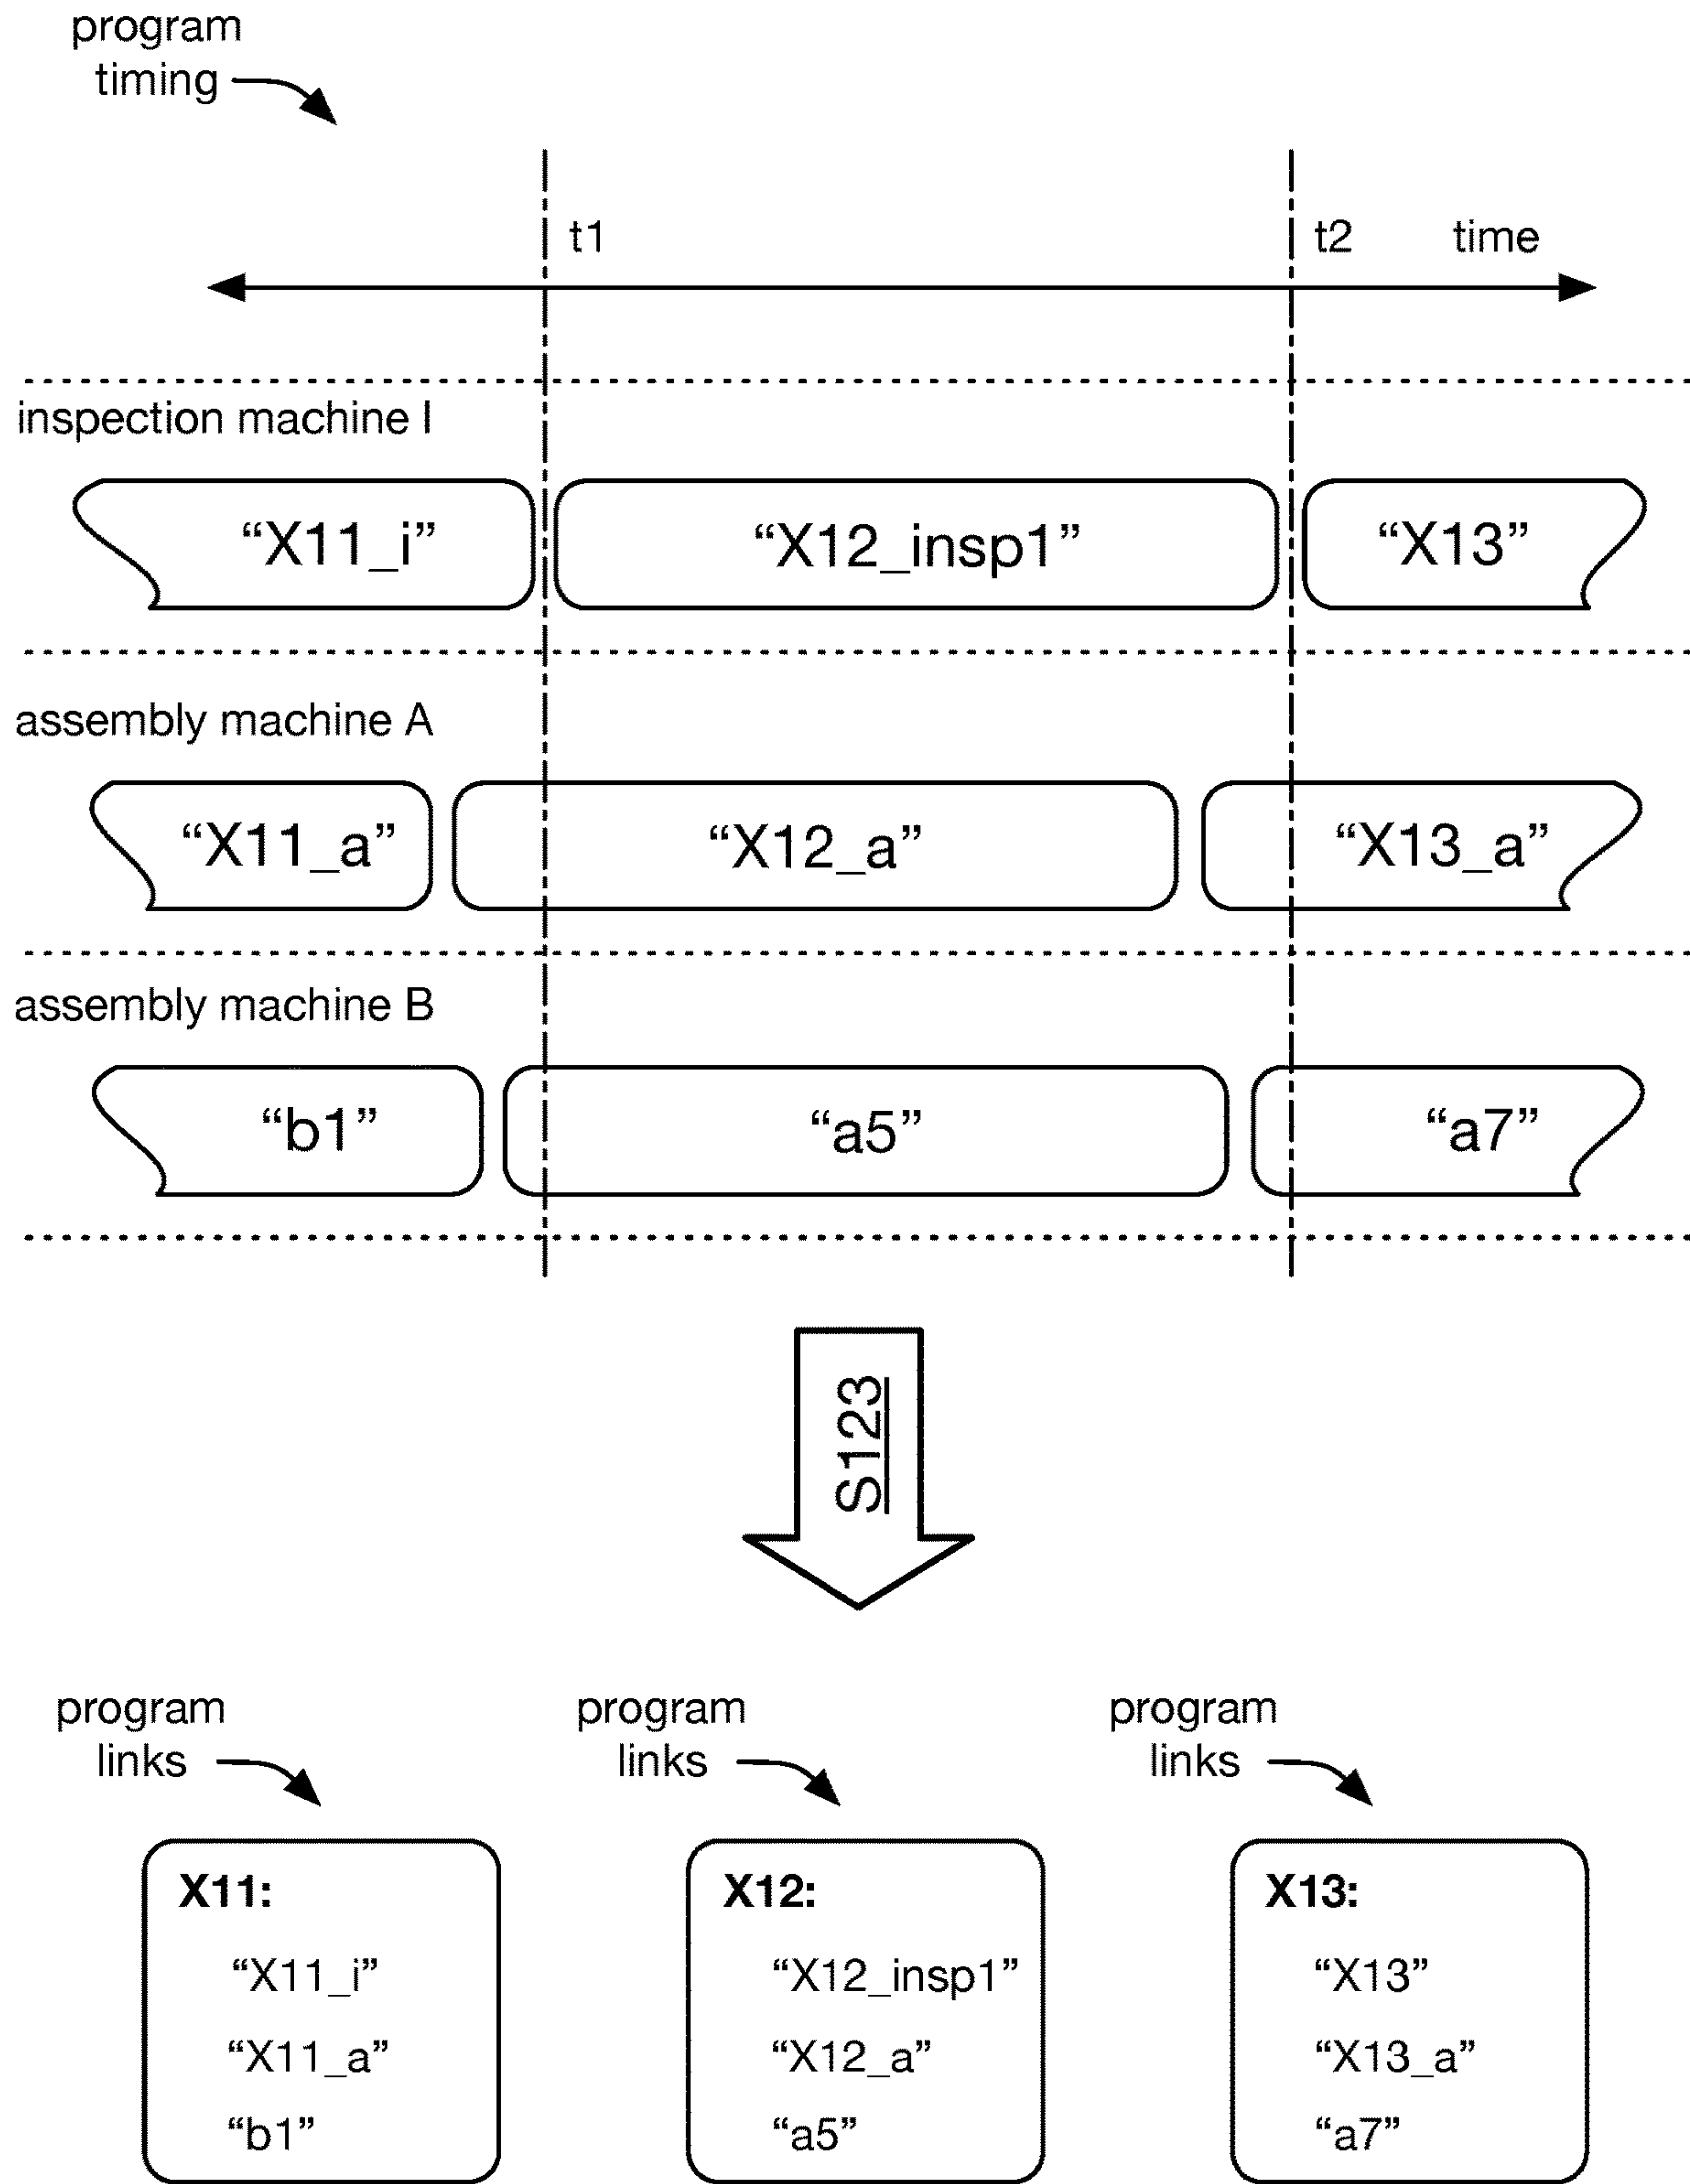 program
timing
t1
t2
time
inspection machine I
“X11_i”
“X12_insp1”
“X13”
assembly machine A
“X11_a”
“X12_a”
“X13_a”
assembly machine B
“b1”
“a5”
“a7”
S123
program
links
program
links
program
links
X11:
“X11_i”
“X11_a”
“b1”
X12:
“X12_insp1”
“X12_a”
“a5”
X13:
“X13”
“X13_a”
“a7”